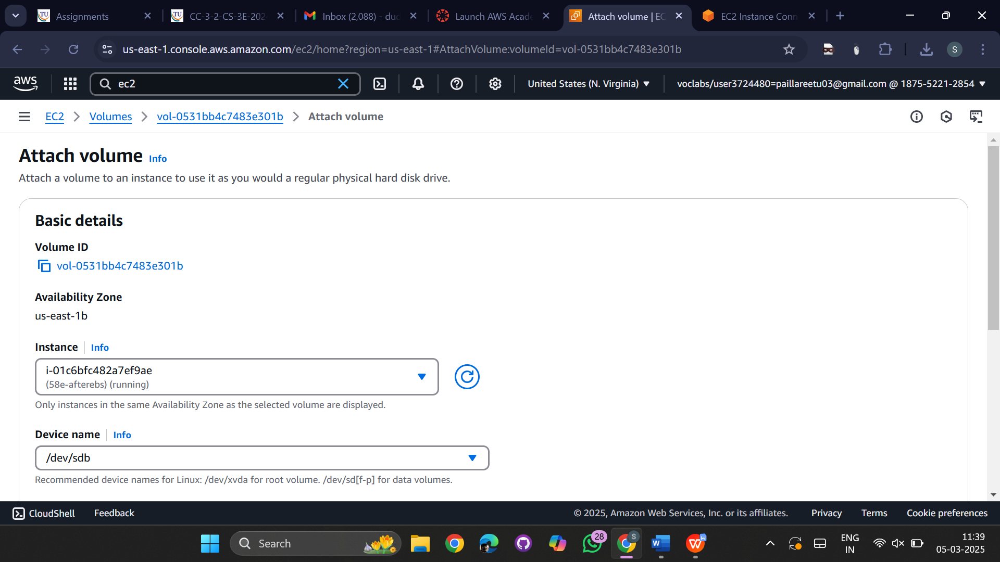 Assignments
CC-3-2-CS-3E-202
Inbox (2,088) - dud
Launch AWS Acade
Attach volume | EC
EC2 Instance Conn
us-east-1.console.aws.amazon.com/ec2/home?region=us-east-1#AttachVolume:volumeId=vol-0531bb4c7483e301b
S
aws
ec2
United States (N. Virginia)
voclabs/user3724480=paillareetu03@gmail.com @ 1875-5221-2854
EC2
Volumes
vol-0531bb4c7483e301b
Attach volume
Attach volume Info
Attach a volume to an instance to use it as you would a regular physical hard disk drive.
Basic details
Volume ID
vol-0531bb4c7483e301b
Availability Zone
us-east-1b
Instance Info
i-01c6bfc482a7ef9ae
(58e-afterebs) (running)
Only instances in the same Availability Zone as the selected volume are displayed.
Device name Info
/dev/sdb
Recommended device names for Linux: /dev/xvda for root volume. /dev/sd[f-p] for data volumes.
CloudShell
Feedback
© 2025, Amazon Web Services, Inc. or its affiliates.
Privacy
Terms
Cookie preferences
Search
28
S
ENG
IN
11:39
05-03-2025